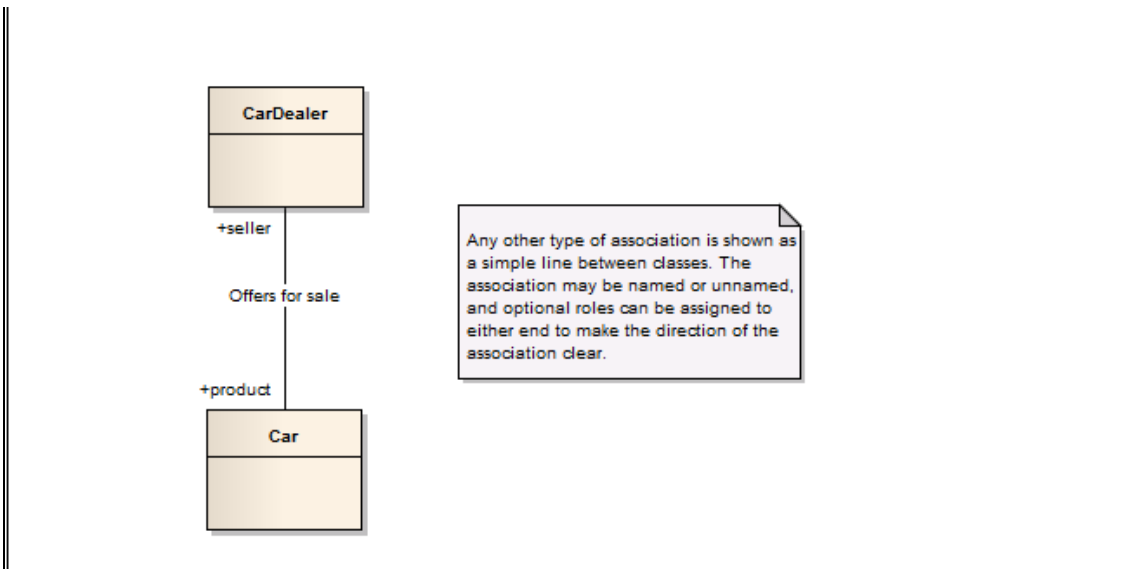 CarDealer
+seller
Offers for sale
+product
Car
Any other type of association is shown as
a simple line between classes. The
association may be named or unnamed,
and optional roles can be assigned to
either end to make the direction of the
association clear.